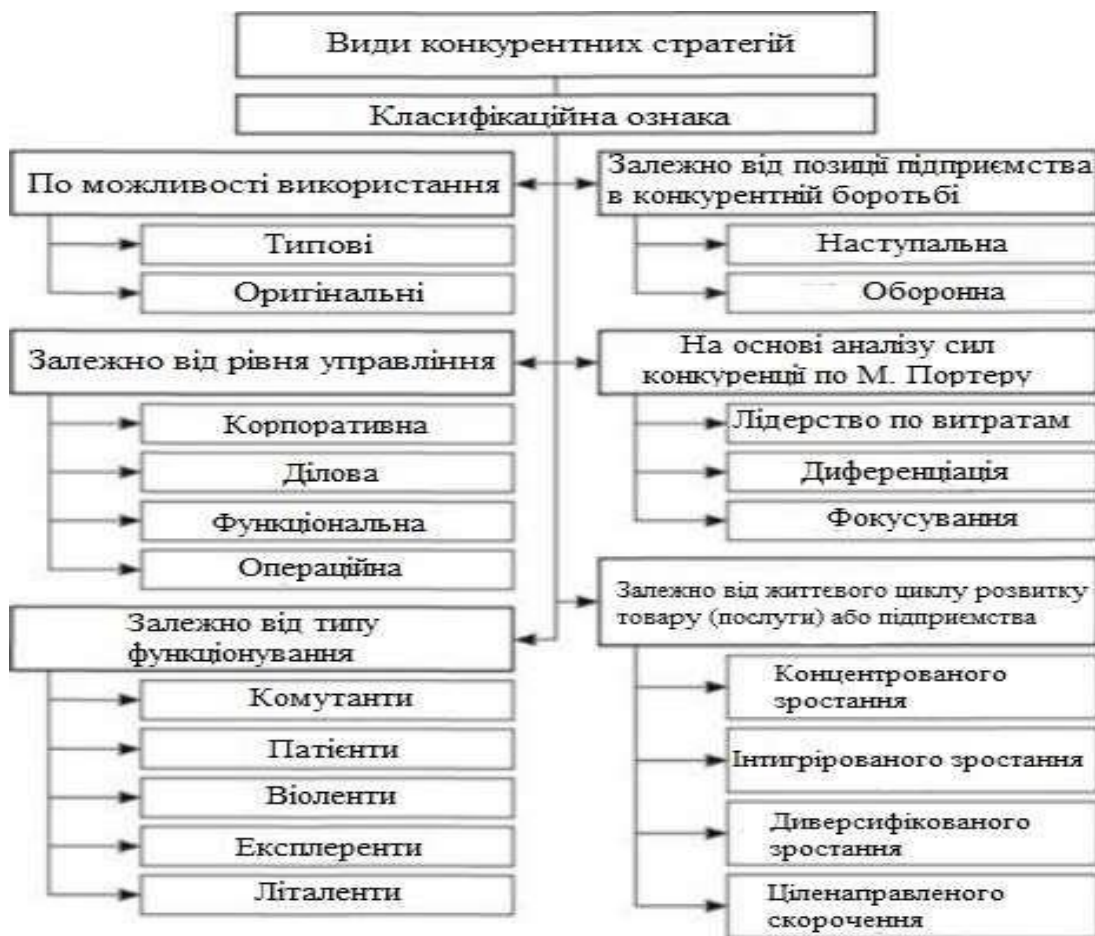 Види конкурентних стратегій
Класифікаційна ознака
По можливості використання
Типові
Оригінальні
Залежно від рівня управління
Корпоративна
Ділова
Функціональна
Операційна
Залежно від типу
функціонування
Комутанти
Патієнти
Віоленти
Експлеренти
Літаленти
Залежно від позиції підприємства
в конкурентній боротьбі
Наступальна
Оборонна
На основі аналізу сил
конкуренції по М. Портеру
Лідерство по витратам
Диференціація
Фокусування
Залежно від життєвого циклу розвитку
товару (послуги) або підприємства
Концентрованого
зростання
Інтигрірованого зростання
Диверсифікованого
зростання
Ціленаправленого
скорочення